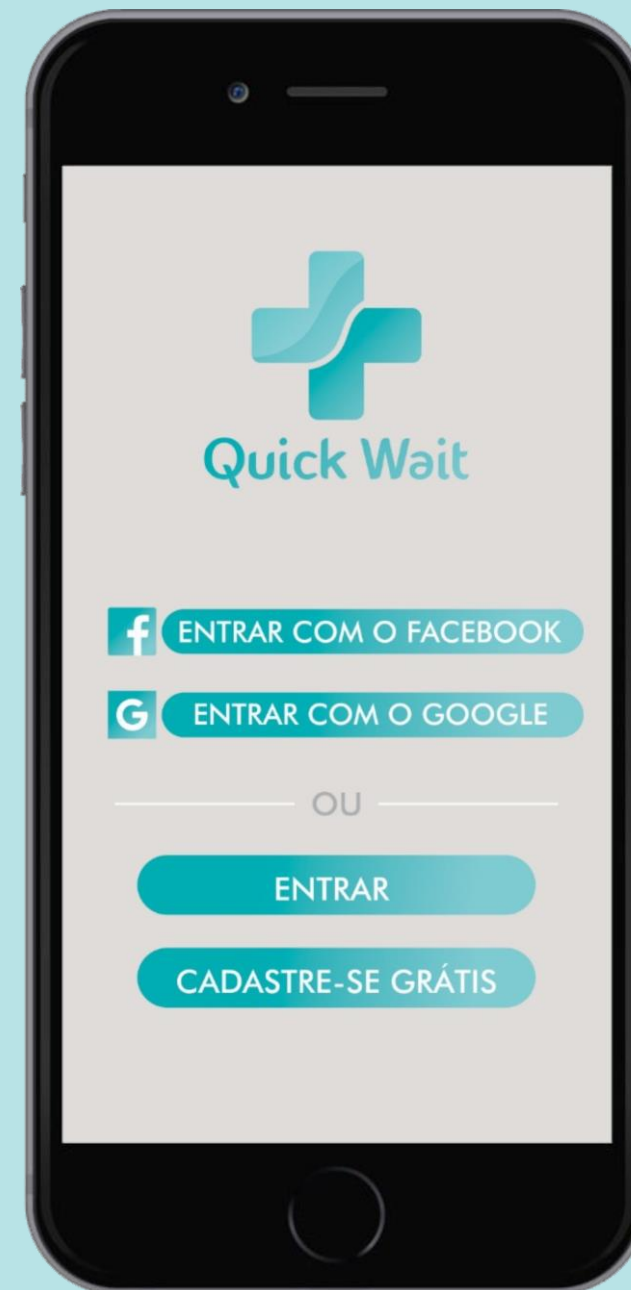 Quick Wait
f ENTRAR COM O FACEBOOK
G ENTRAR COM O GOOGLE
OU
ENTRAR
CADASTRE-SE GRÁTIS